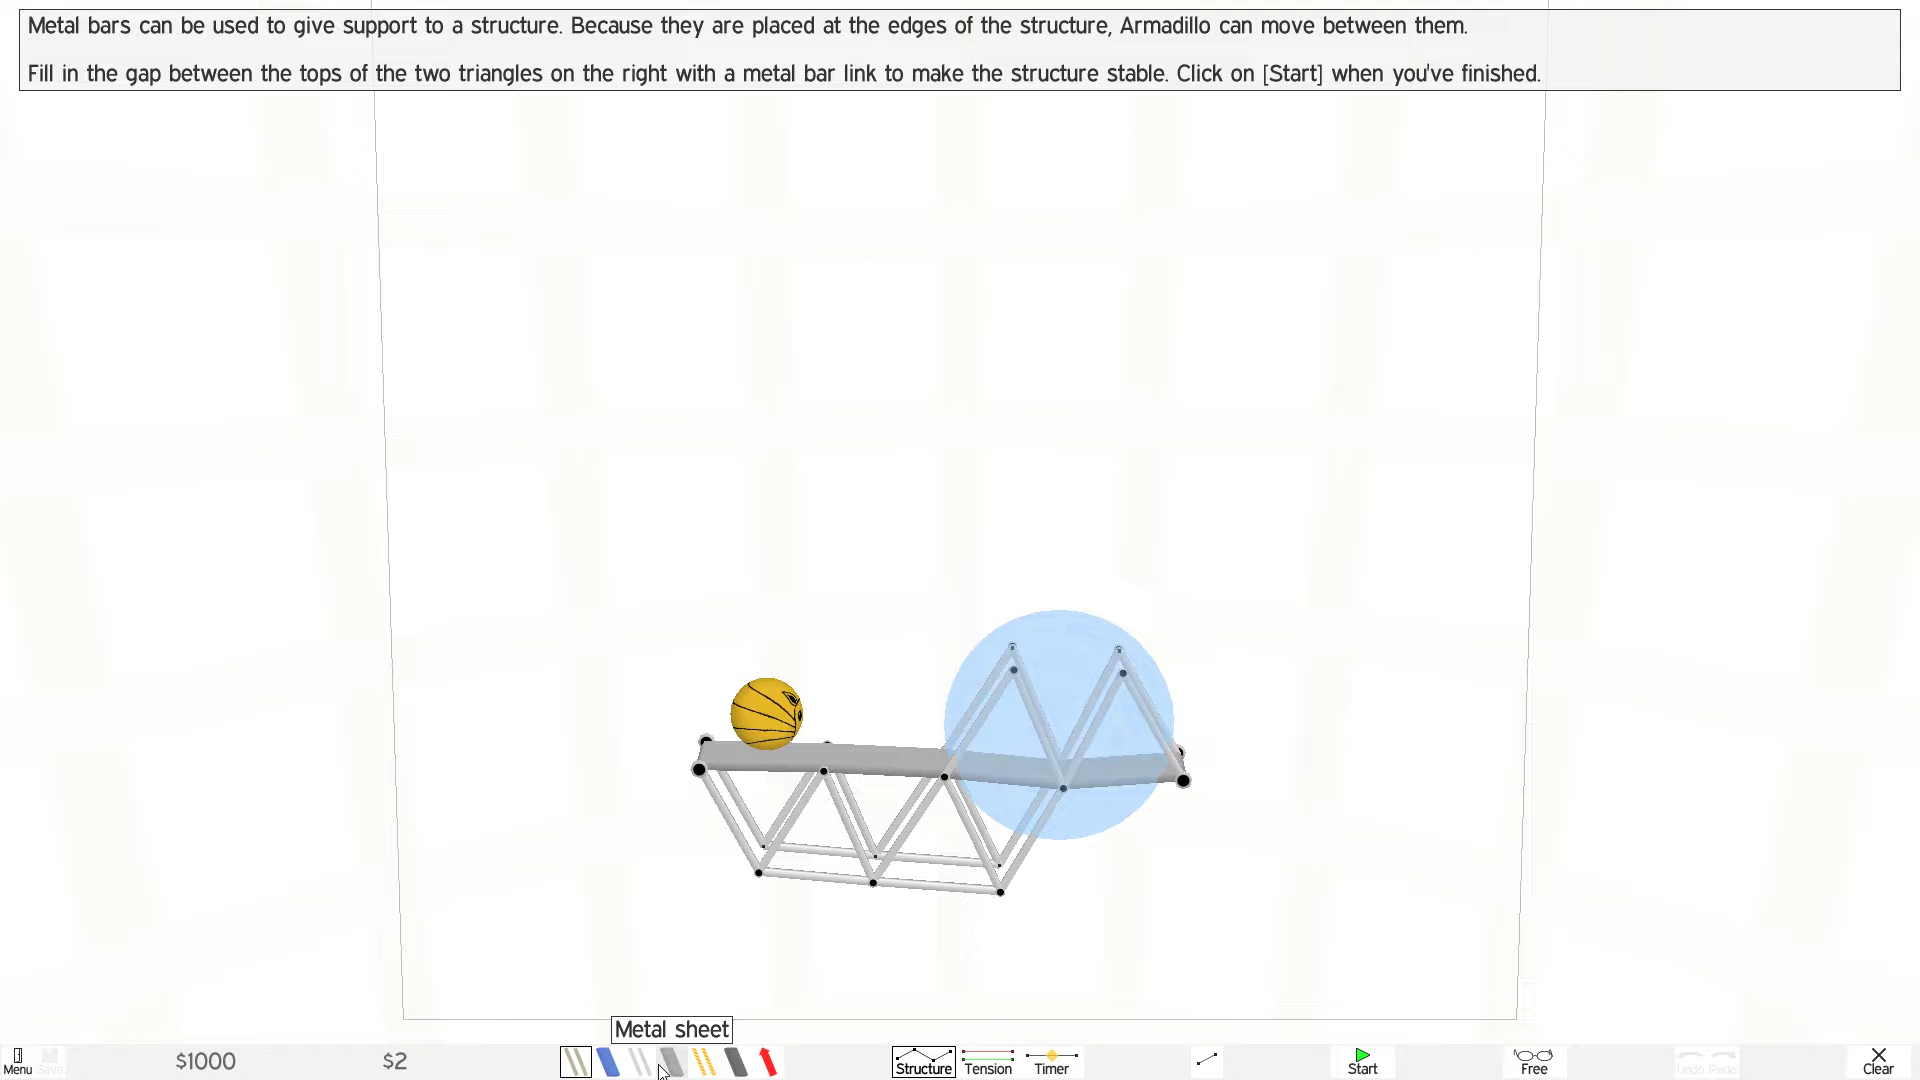 Metal bars can be used to give support to a structure. Because they are placed at the edges of the structure, Armadillo can move between them.
Fill in the gap between the tops of the two triangles on the right with a metal bar link to make the structure stable. Click on [Start] when you've finished.
Metal sheet
Menu Save $1000 $2 Structure Tension Timer Start Free Undo Redo Clear